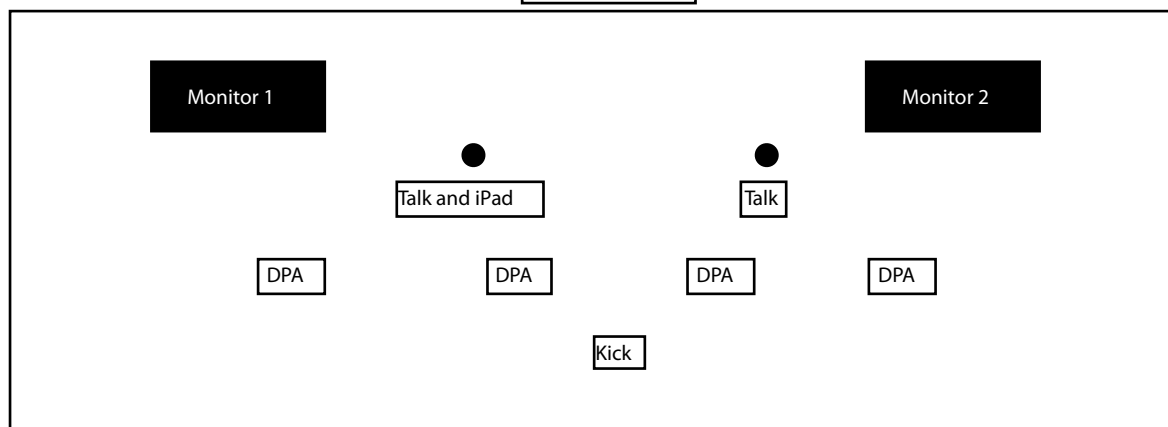 Monitor 1
Monitor 2
Talk and iPad
Talk
DPA
DPA
DPA
DPA
Kick